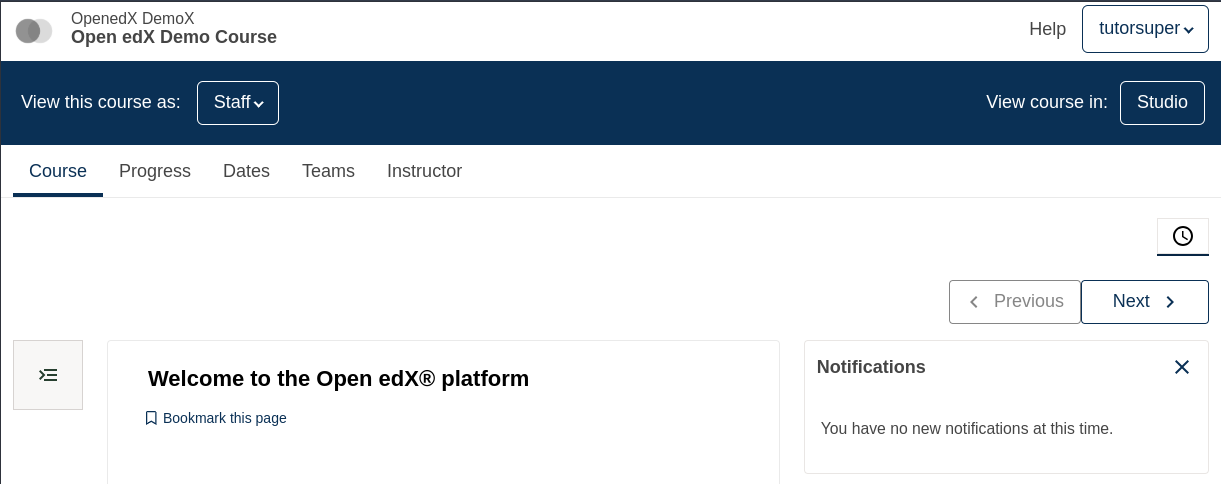 OpenedX DemoX
Open edX Demo Course
Help
tutorsuper
View this course as:
Staff
View course in:
Studio
Course
Progress
Dates
Teams
Instructor
Previous
Next
Welcome to the Open edX® platform
Bookmark this page
Notifications
You have no new notifications at this time.